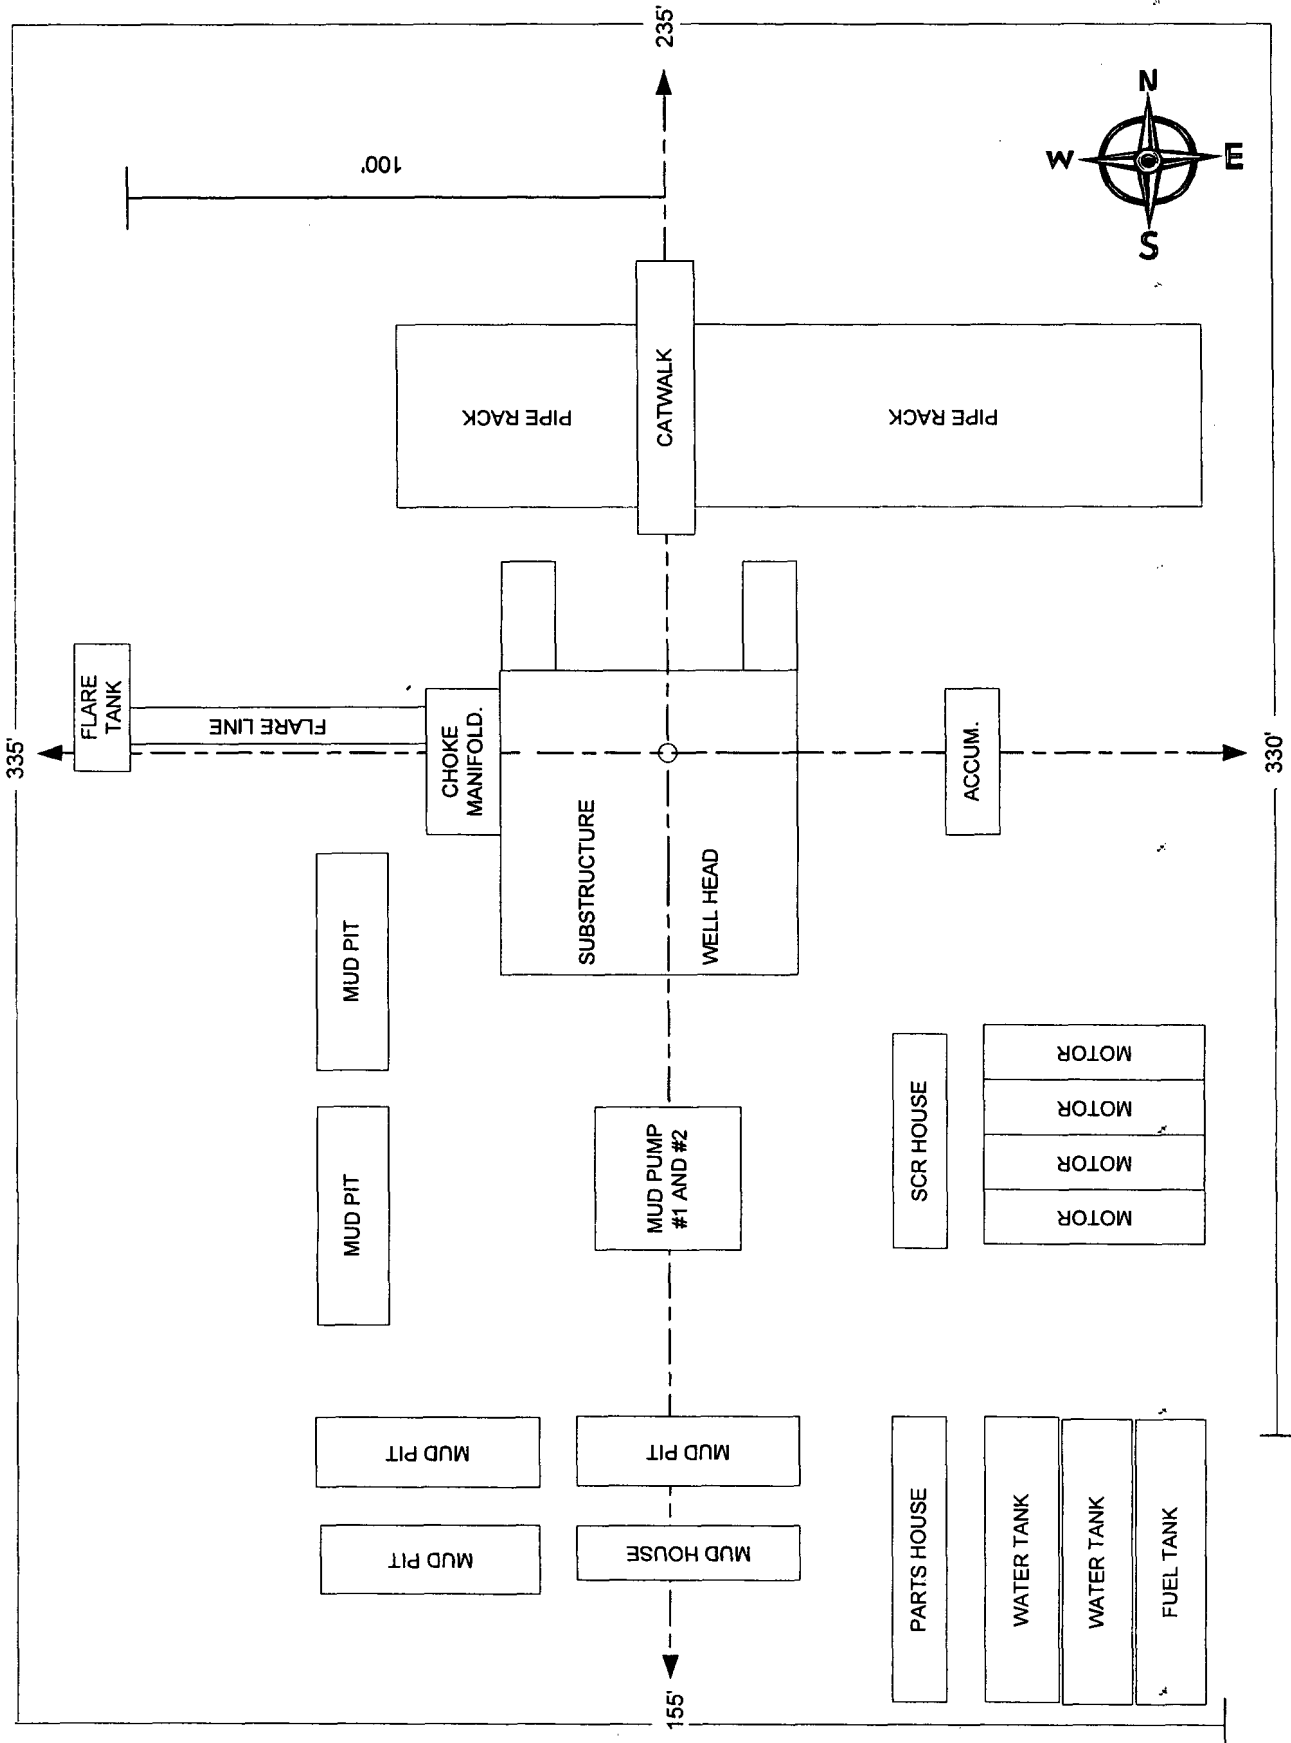 335'
235'
100'
N
W
E
S
FLARE
TANK
FLARE LINE
CHOKE
MANIFOLD.
PIPE RACK
CATWALK
PIPE RACK
SUBSTRUCTURE
WELL HEAD
ACCUM.
330'
MUD PIT
MUD PIT
MUD PUMP
#1 AND #2
SCR HOUSE
MOTOR
MOTOR
MOTOR
MOTOR
MUD PIT
MUD PIT
MUD PIT
MUD HOUSE
PARTS HOUSE
WATER TANK
WATER TANK
FUEL TANK
155'